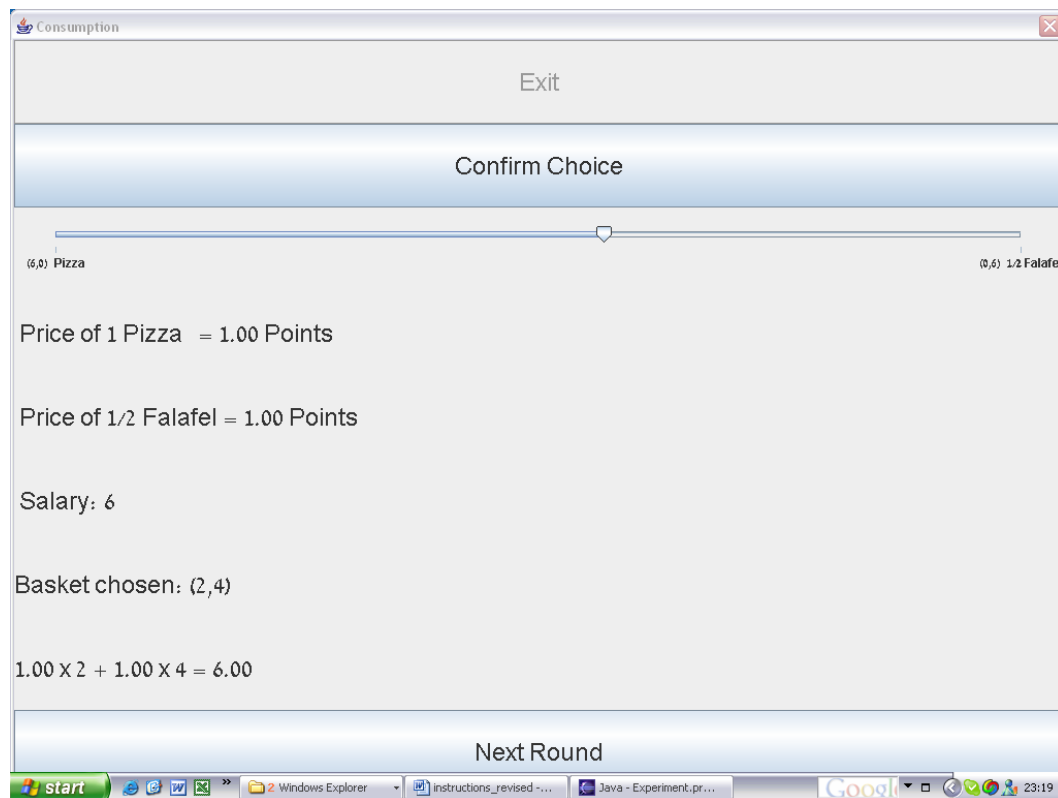 Consumption
Exit
Confirm Choice
(6,0) Pizza
(0,6) 1/2 Falafe
Price of 1 Pizza = 1.00 Points
Price of 1/2 Falafel = 1.00 Points
Salary: 6
Basket chosen: (2,4)
1.00 X 2 + 1.00 X 4 = 6.00
Next Round
start » 2 Windows Explorer instructions_revised -... Java - Experiment.pr... Googl 23:19